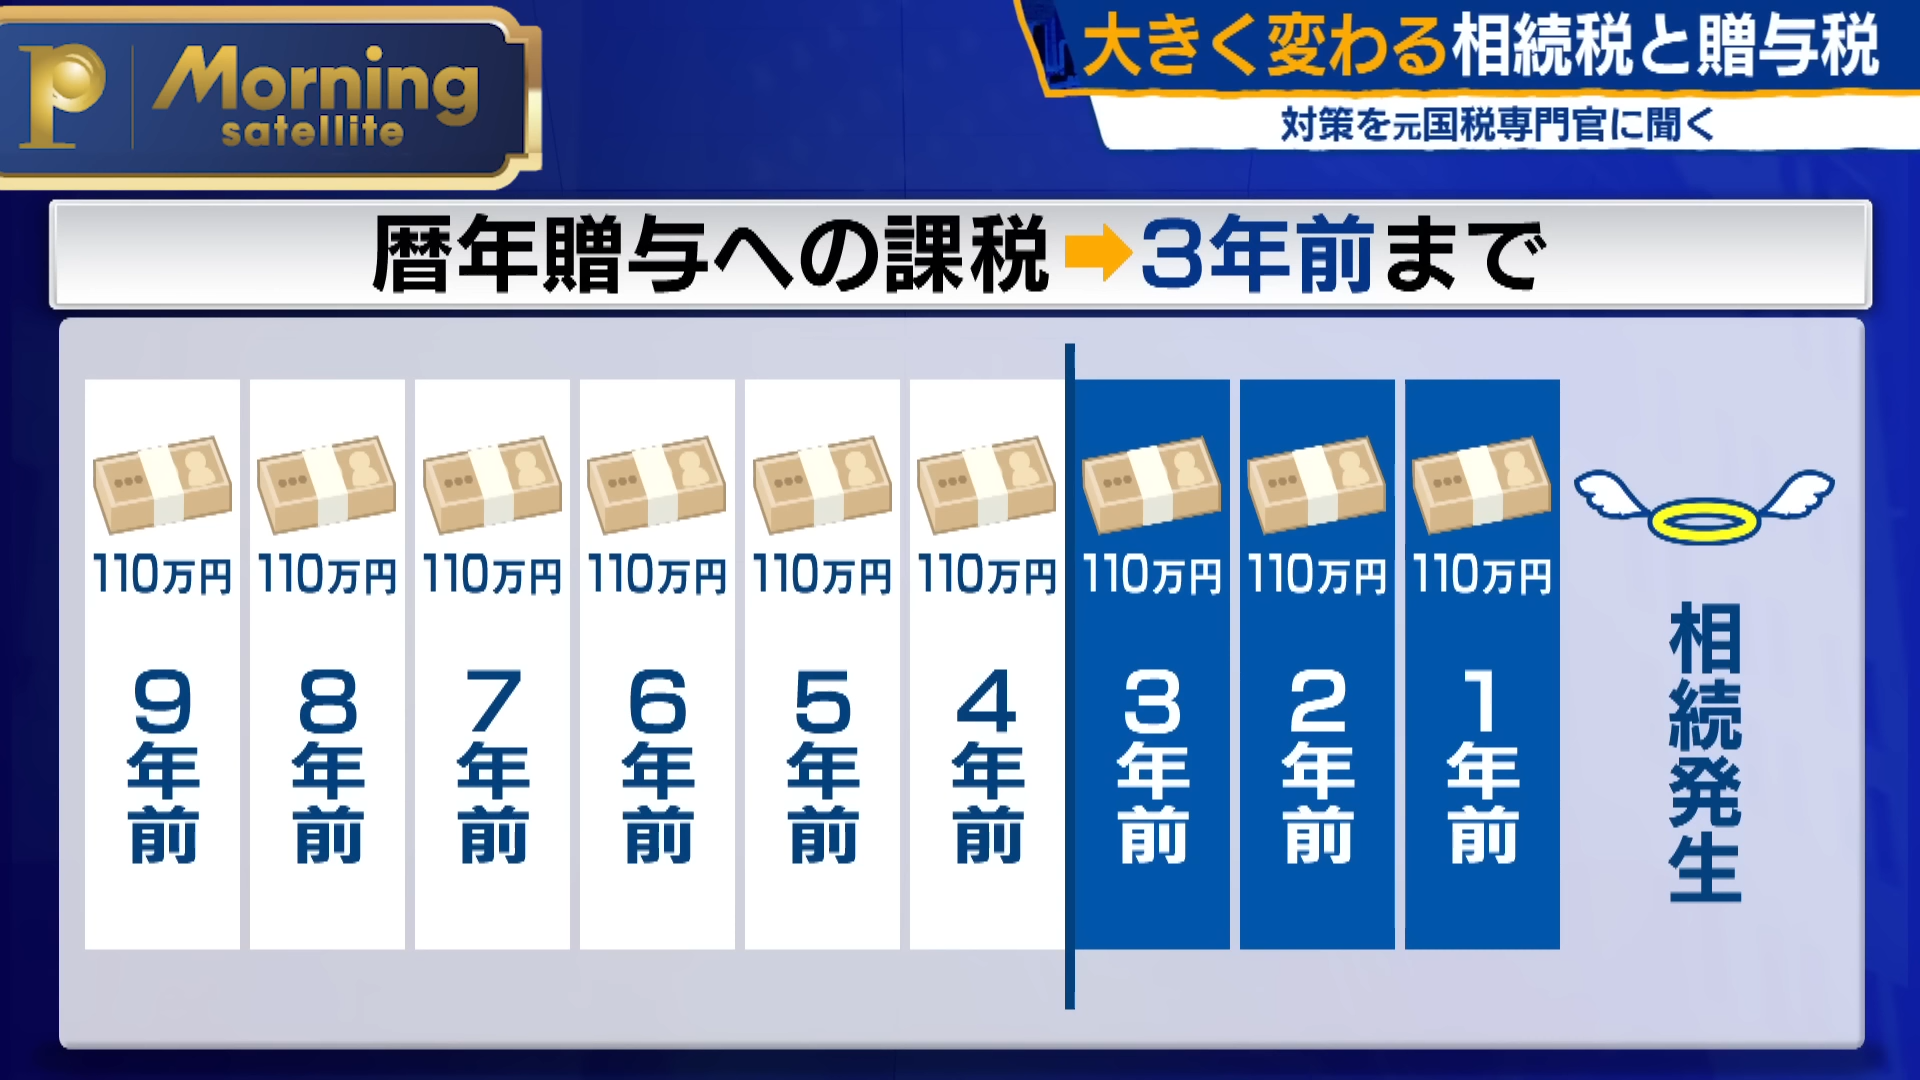 P Morning satellite
大きく変わる相続税と贈与税
対策を元国税専門官に聞く
暦年贈与への課税➡3年前まで
110万円 110万円 110万円 110万円 110万円 110万円 110万円 110万円 110万円
9年前 8年前 7年前 6年前 5年前 4年前 3年前 2年前 1年前
相続発生